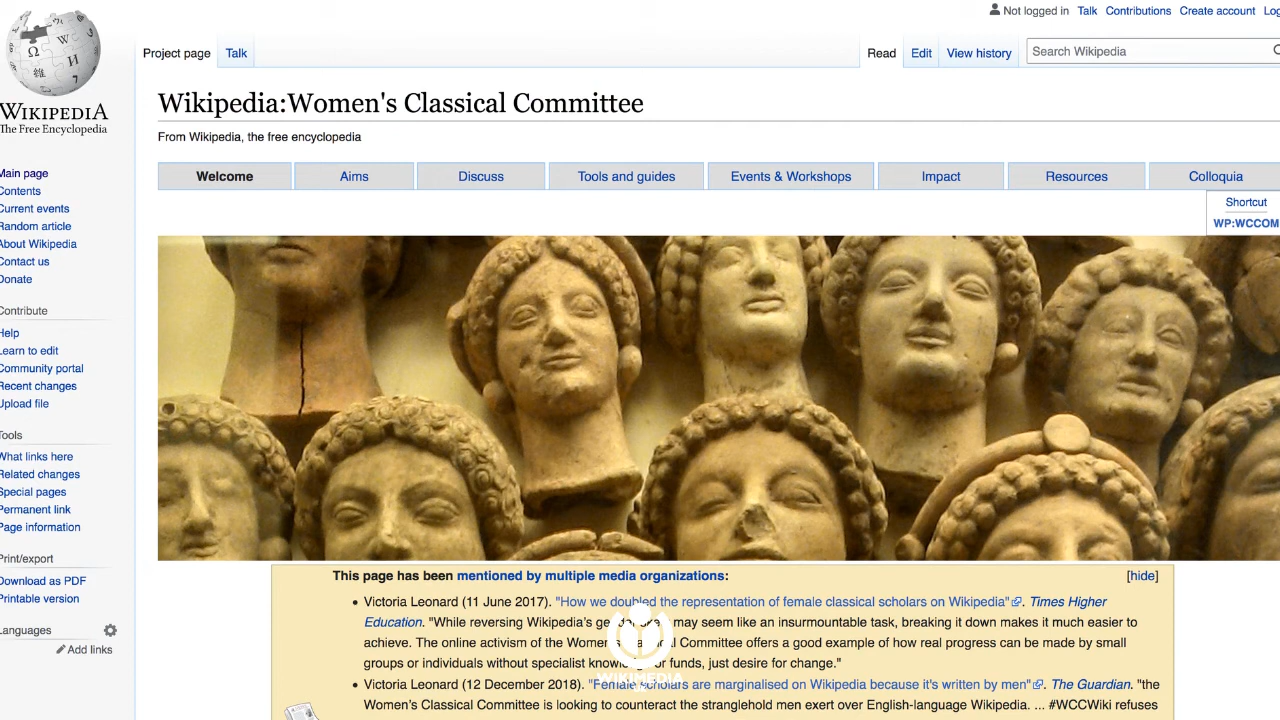 Not logged in Talk Contributions Create account Log
Project page Talk Read Edit View history Search Wikipedia
WIKIPEDIA
The Free Encyclopedia
Wikipedia:Women's Classical Committee
From Wikipedia, the free encyclopedia
Welcome Aims Discuss Tools and guides Events & Workshops Impact Resources Colloquia
Shortcut
WP:WCCOM
Main page
Contents
Current events
Random article
About Wikipedia
Contact us
Donate
Contribute
Help
Learn to edit
Community portal
Recent changes
Upload file
Tools
What links here
Related changes
Special pages
Permanent link
Page information
Print/export
Download as PDF
Printable version
Languages
Add links
This page has been mentioned by multiple media organizations: [hide]
Victoria Leonard (11 June 2017). "How we doubled the representation of female classical scholars on Wikipedia". Times Higher
Education. "While reversing Wikipedia's may seem like an insurmountable task, breaking it down makes it much easier to
achieve. The online activism of the Women's Classical Committee offers a good example of how real progress can be made by small
groups or individuals without specialist knowledge or funds, just desire for change."
Victoria Leonard (12 December 2018). "Female scholars are marginalised on Wikipedia because it's written by men". The Guardian. "the
Women's Classical Committee is looking to counteract the stranglehold men exert over English-language Wikipedia. ... #WCCWiki refuses
WIKIMEDIA